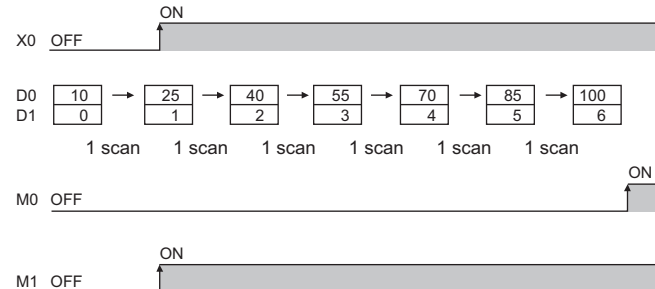 ON
X0 OFF
D0 10 → 25 → 40 → 55 → 70 → 85 → 100
D1 0 1 2 3 4 5 6
1 scan 1 scan 1 scan 1 scan 1 scan 1 scan
ON
M0 OFF
ON
M1 OFF